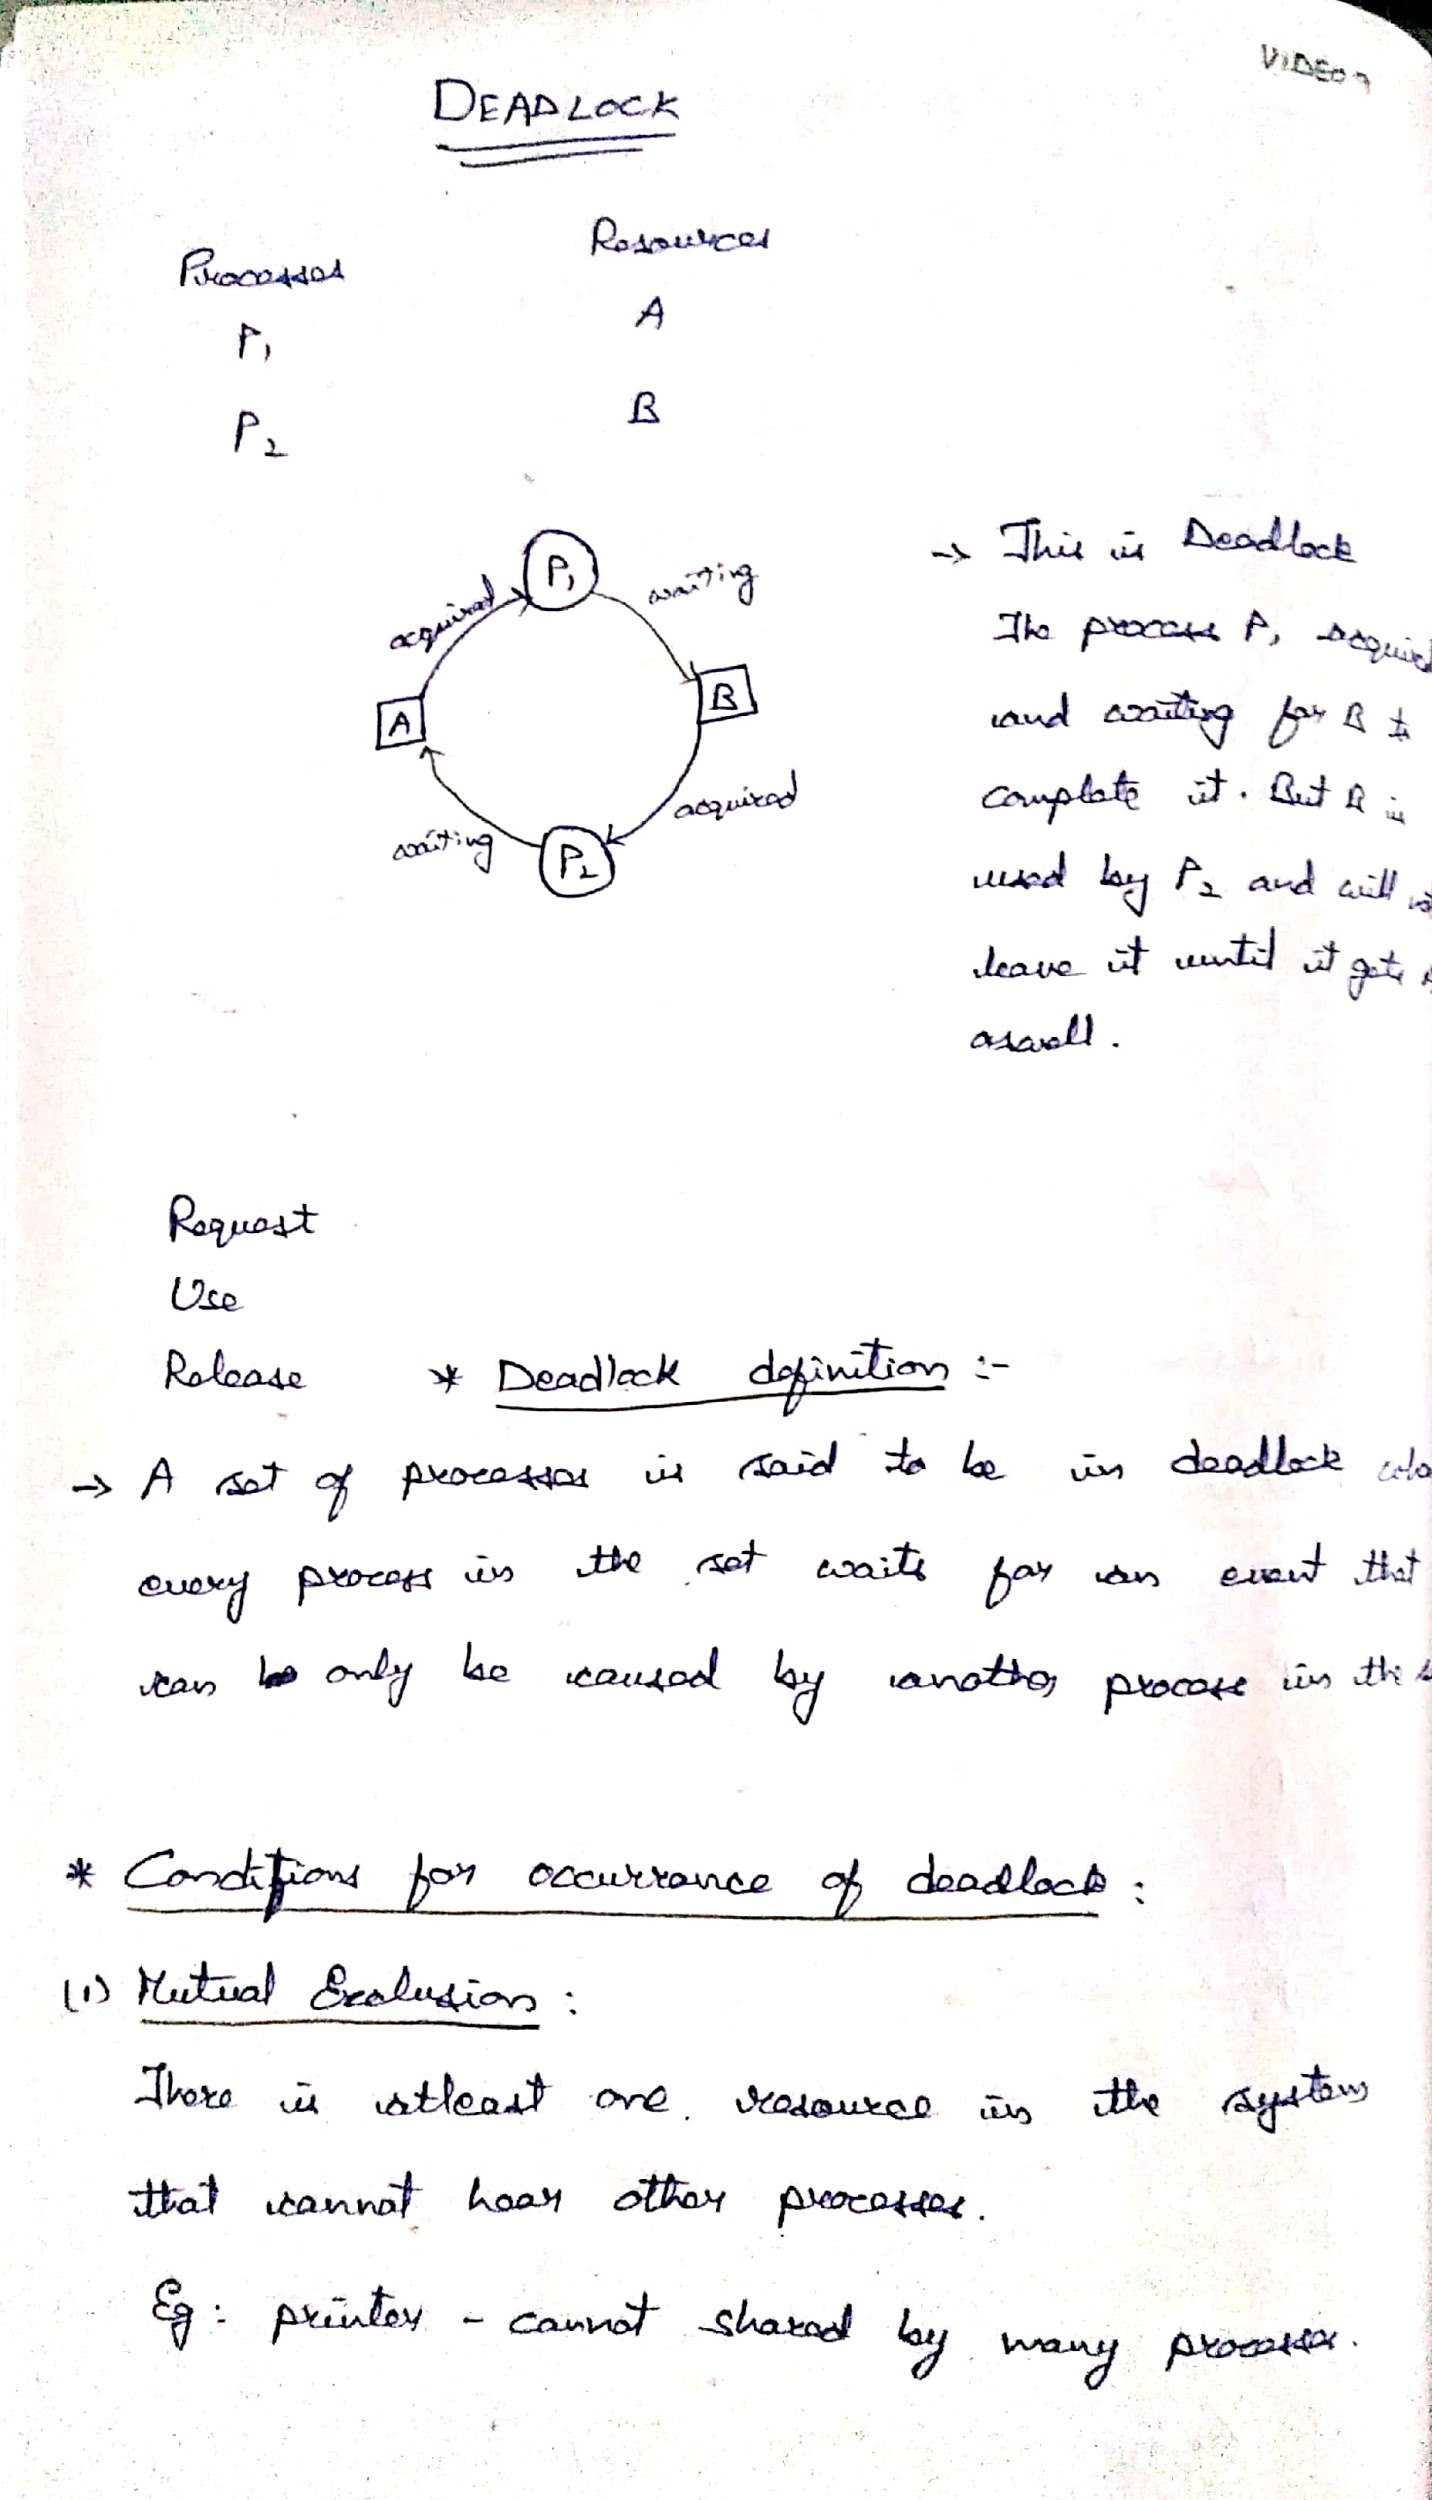 VIDEO 7
DEADLOCK
Processes Resources
P1 A
P2 B
P1
acquired waiting
A B
waiting acquired
P2
→ This is Deadlock
The process P1 acquired
and waiting for B to
complete it. But B is
used by P2 and will
leave it until it gets
aswell.
Request
Use
Release * Deadlock definition :-
→ A set of processes is said to be in deadlock
every process in the set waits for an event that
can only be caused by another process in the
* Conditions for occurrance of deadlock :
(1) Mutual Exclusion :
There is atleast one resource in the system
that cannot hear other processes.
Eg : printer - cannot shared by many processes.